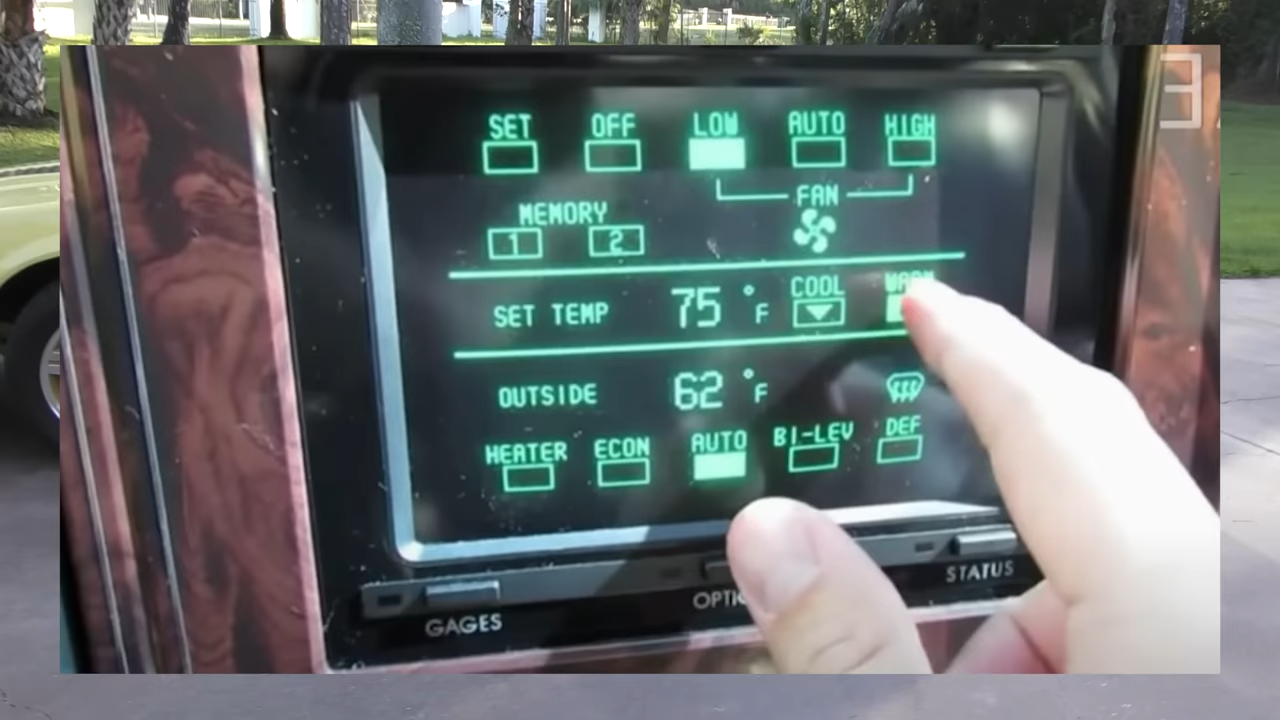 SET OFF LOW AUTO HIGH
FAN
MEMORY
1 2
SET TEMP 75 °F COOL
OUTSIDE 62 °F
HEATER ECON AUTO BI-LEV DEF
GAGES STATUS